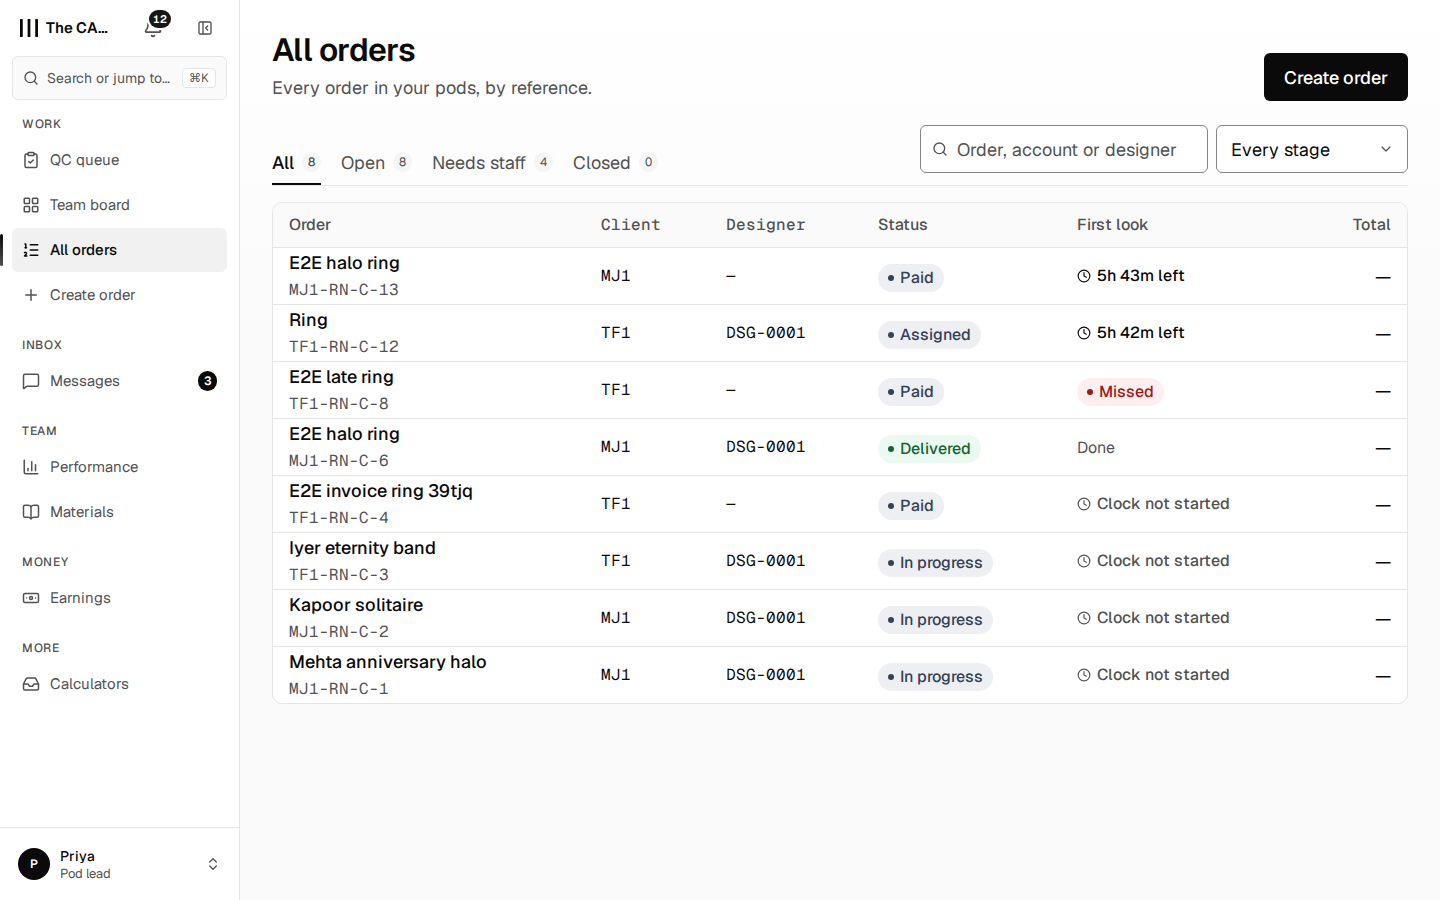 The CA...
12
Search or jump to... ⌘K
WORK
QC queue
Team board
All orders
Create order
INBOX
Messages 3
TEAM
Performance
Materials
MONEY
Earnings
MORE
Calculators
P
Priya
Pod lead
All orders
Every order in your pods, by reference.
Create order
All 8 Open 8 Needs staff 4 Closed 0
Order, account or designer
Every stage
Order Client Designer Status First look Total
E2E halo ring
MJ1-RN-C-13 MJ1 – Paid 5h 43m left —
Ring
TF1-RN-C-12 TF1 DSG-0001 Assigned 5h 42m left —
E2E late ring
TF1-RN-C-8 TF1 – Paid Missed —
E2E halo ring
MJ1-RN-C-6 MJ1 DSG-0001 Delivered Done —
E2E invoice ring 39tjq
TF1-RN-C-4 TF1 – Paid Clock not started —
Iyer eternity band
TF1-RN-C-3 TF1 DSG-0001 In progress Clock not started —
Kapoor solitaire
MJ1-RN-C-2 MJ1 DSG-0001 In progress Clock not started —
Mehta anniversary halo
MJ1-RN-C-1 MJ1 DSG-0001 In progress Clock not started —